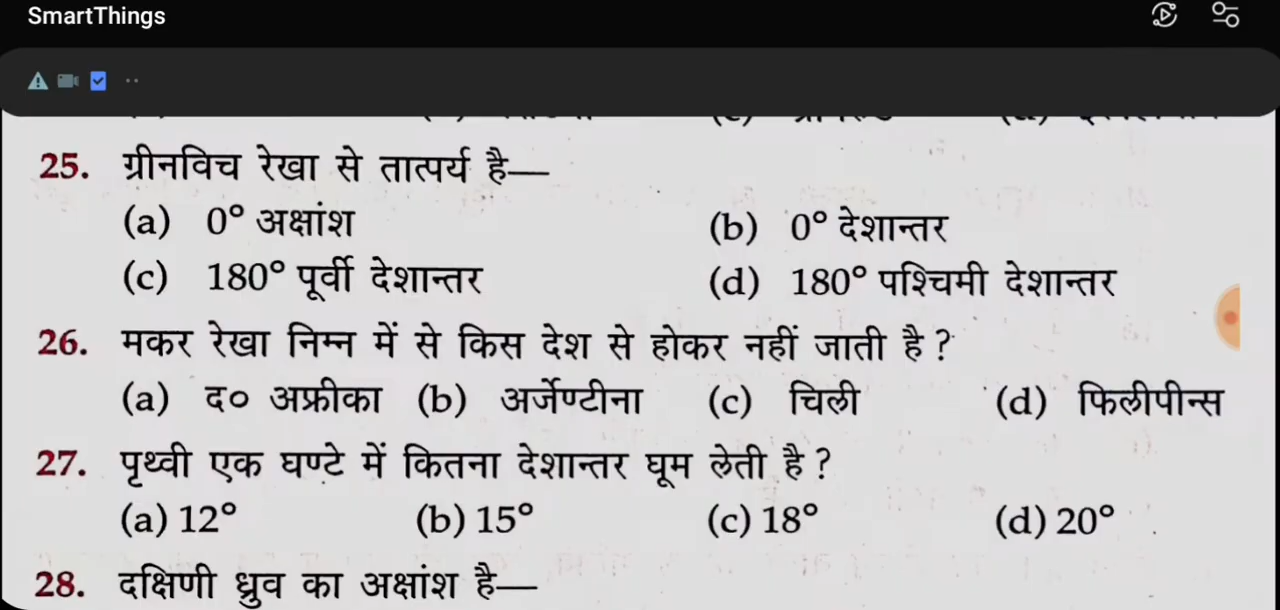 SmartThings
25. ग्रीनविच रेखा से तात्पर्य है—
(a) 0° अक्षांश (b) 0° देशान्तर
(c) 180° पूर्वी देशान्तर (d) 180° पश्चिमी देशान्तर
26. मकर रेखा निम्न में से किस देश से होकर नहीं जाती है ?
(a) द० अफ्रीका (b) अर्जेण्टीना (c) चिली (d) फिलीपीन्स
27. पृथ्वी एक घण्टे में कितना देशान्तर घूम लेती है ?
(a) 12° (b) 15° (c) 18° (d) 20°
28. दक्षिणी ध्रुव का अक्षांश है—